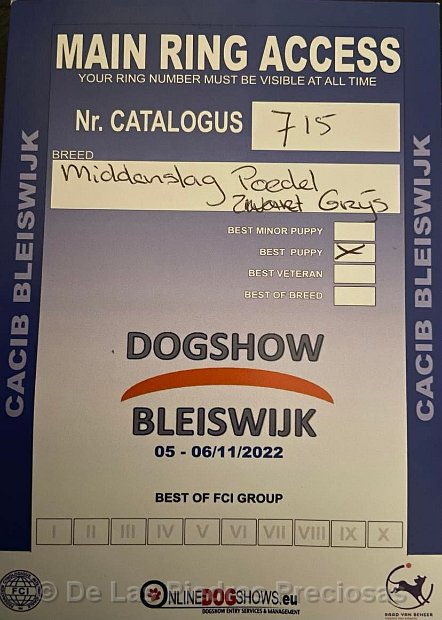 MAIN RING ACCESS
YOUR RING NUMBER MUST BE VISIBLE AT ALL TIME
Nr. CATALOGUS 715
BREED
Middenslag Poedel
Zwart Grijs
BEST MINOR PUPPY
BEST PUPPY X
BEST VETERAN
BEST OF BREED
CACIB BLEISWIJK
CACIB BLEISWIJK
DOGSHOW
BLEISWIJK
05 - 06/11/2022
BEST OF FCI GROUP
I II III IV V VI VII VIII IX X
FCI
ONLINEDOGSHOWS.eu
DOGSHOW ENTRY SERVICES & MANAGEMENT
RAAD VAN BEHEER
© De Las Piedras Preciosas